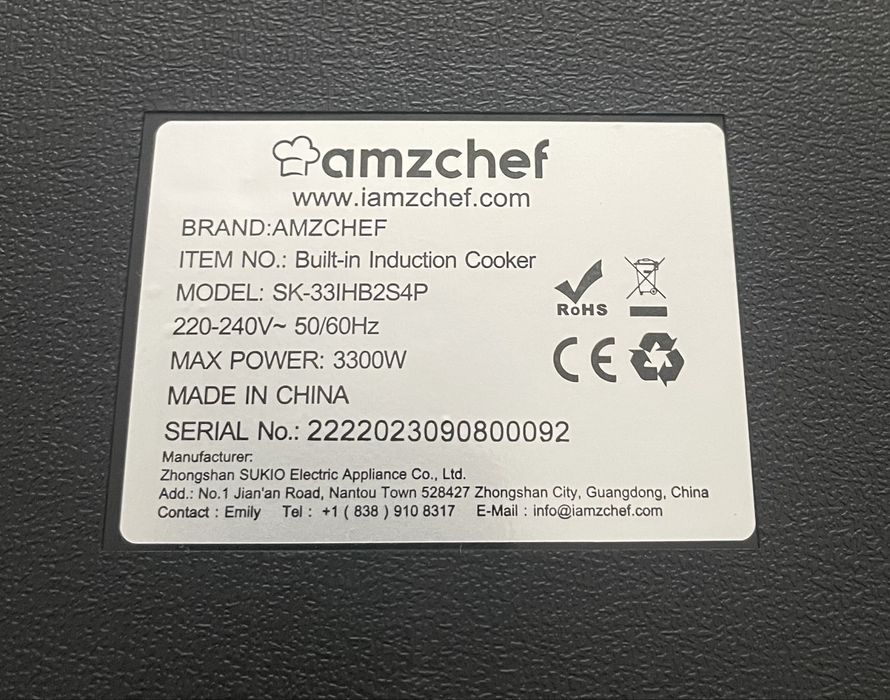 amzchef
www.iamzchef.com
BRAND:AMZCHEF
ITEM NO.: Built-in Induction Cooker
MODEL: SK-33IHB2S4P
220-240V~ 50/60Hz
MAX POWER: 3300W
MADE IN CHINA
SERIAL No.: 2222023090800092
RoHS
CE
Manufacturer:
Zhongshan SUKIO Electric Appliance Co., Ltd.
Add.: No.1 Jian'an Road, Nantou Town 528427 Zhongshan City, Guangdong, China
Contact : Emily Tel : +1 ( 838 ) 910 8317 E-Mail : info@iamzchef.com